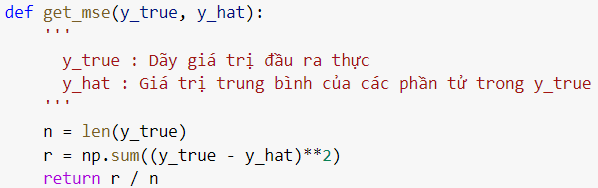 def get_mse(y_true, y_hat):
    '''
      y_true : Dãy giá trị đầu ra thực
      y_hat : Giá trị trung bình của các phần tử trong y_true
    '''
    n = len(y_true)
    r = np.sum((y_true - y_hat)**2)
    return r / n